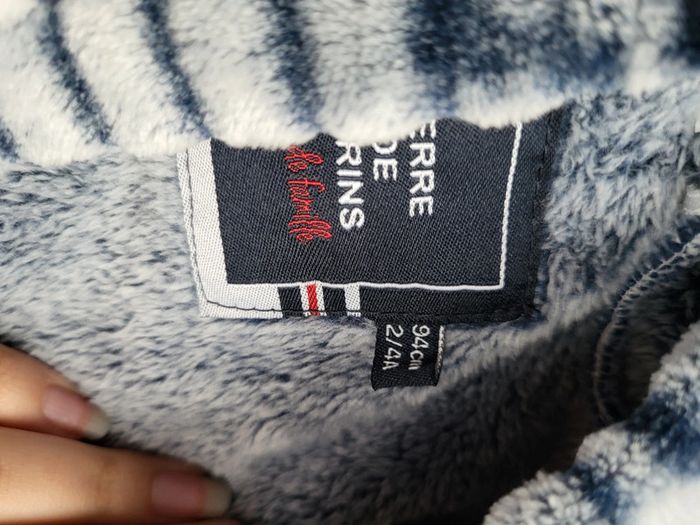 ERRE
DE
RINS
de famille
94cm
2/4A